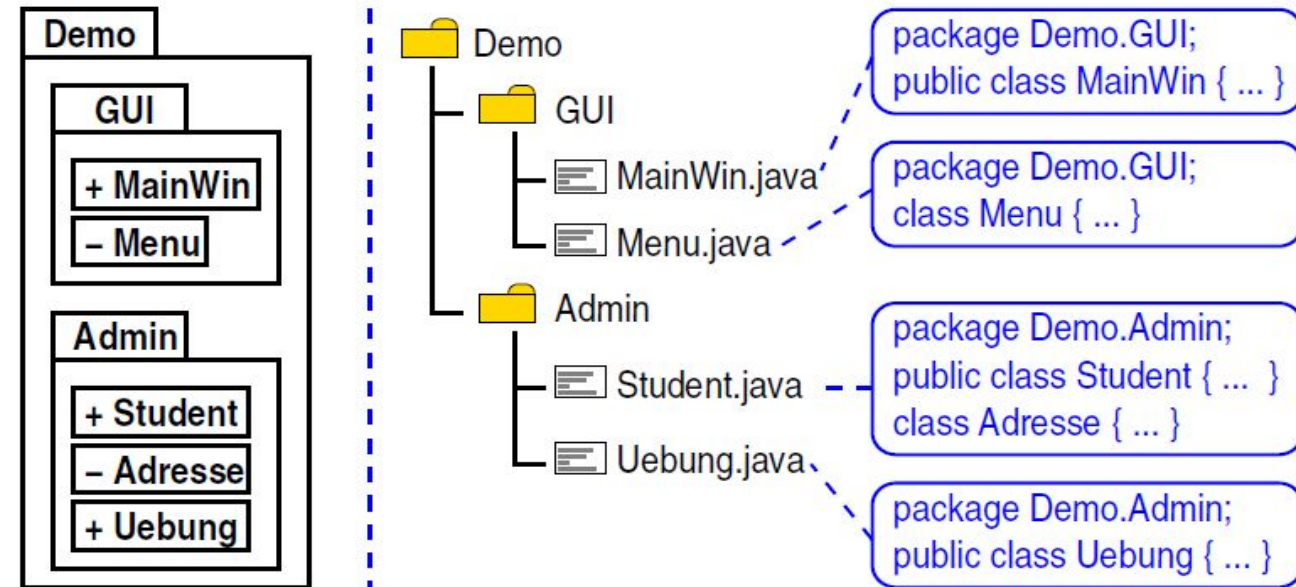 Demo
GUI
+ MainWin
– Menu
Admin
+ Student
– Adresse
+ Uebung
Demo
GUI
MainWin.java
Menu.java
Admin
Student.java
Uebung.java
package Demo.GUI;
public class MainWin { ... }
package Demo.GUI;
class Menu { ... }
package Demo.Admin;
public class Student { ... }
class Adresse { ... }
package Demo.Admin;
public class Uebung { ... }